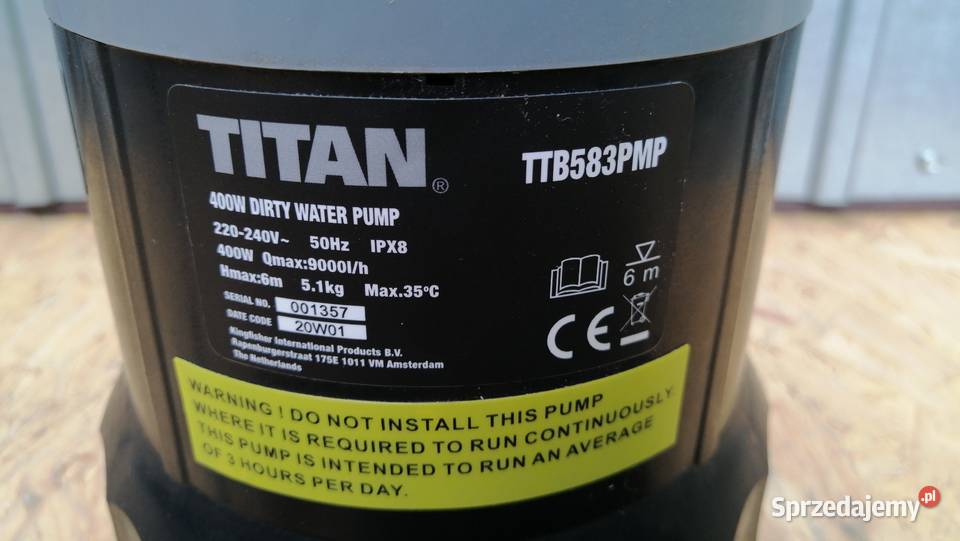 TITAN®
TTB583PMP
400W DIRTY WATER PUMP
220-240V~ 50Hz IPX8
400W Qmax:9000l/h
Hmax:6m 5.1kg Max.35°C
6 m
SERIAL NO. 001357
DATE CODE 20W01
CE
Kingfisher International Products B.V.
Rapenburgerstraat 175E 1011 VM Amsterdam
The Netherlands
WARNING ! DO NOT INSTALL THIS PUMP
WHERE IT IS REQUIRED TO RUN CONTINUOUSLY.
THIS PUMP IS INTENDED TO RUN AN AVERAGE
OF 3 HOURS PER DAY.
Sprzedajemy.pl